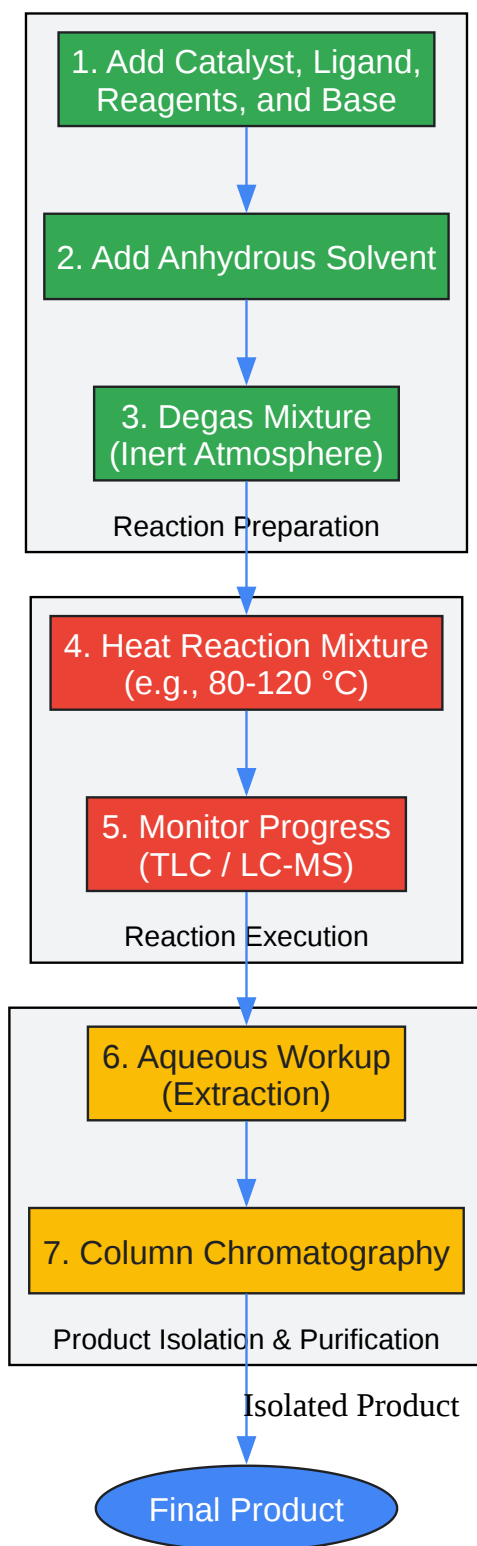 1. Add Catalyst, Ligand,
Reagents, and Base
2. Add Anhydrous Solvent
3. Degas Mixture
(Inert Atmosphere)
Reaction Preparation
4. Heat Reaction Mixture
(e.g., 80-120 °C)
5. Monitor Progress
(TLC / LC-MS)
Reaction Execution
6. Aqueous Workup
(Extraction)
7. Column Chromatography
Product Isolation & Purification
Isolated Product
Final Product